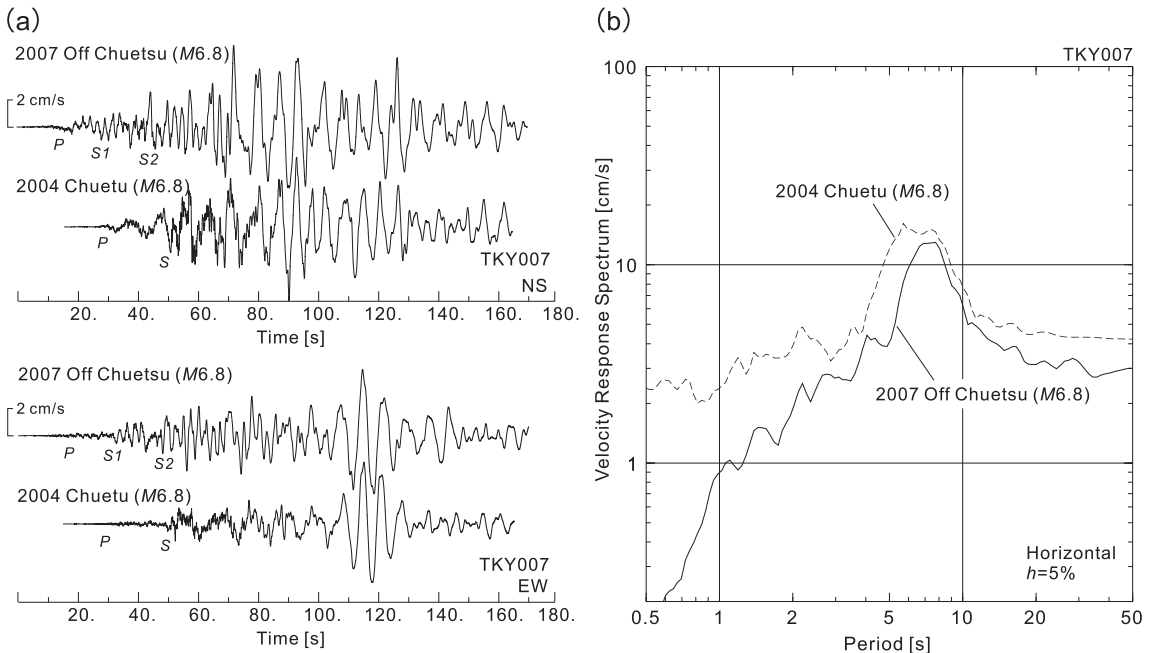 (a)
2007 Off Chuetsu (M6.8)
2 cm/s
P
S1
S2
2004 Chuetu (M6.8)
P
S
TKY007
NS
20. 40. 60. 80. 100. 120. 140. 160. 180.
Time [s]
2007 Off Chuetsu (M6.8)
2 cm/s
P
S1
S2
2004 Chuetu (M6.8)
P
S
TKY007
EW
20. 40. 60. 80. 100. 120. 140. 160. 180.
Time [s]
(b)
TKY007
100
10
1
Velocity Response Spectrum [cm/s]
2004 Chuetu (M6.8)
2007 Off Chuetsu (M6.8)
Horizontal
h=5%
0.5 1 2 5 10 20 50
Period [s]